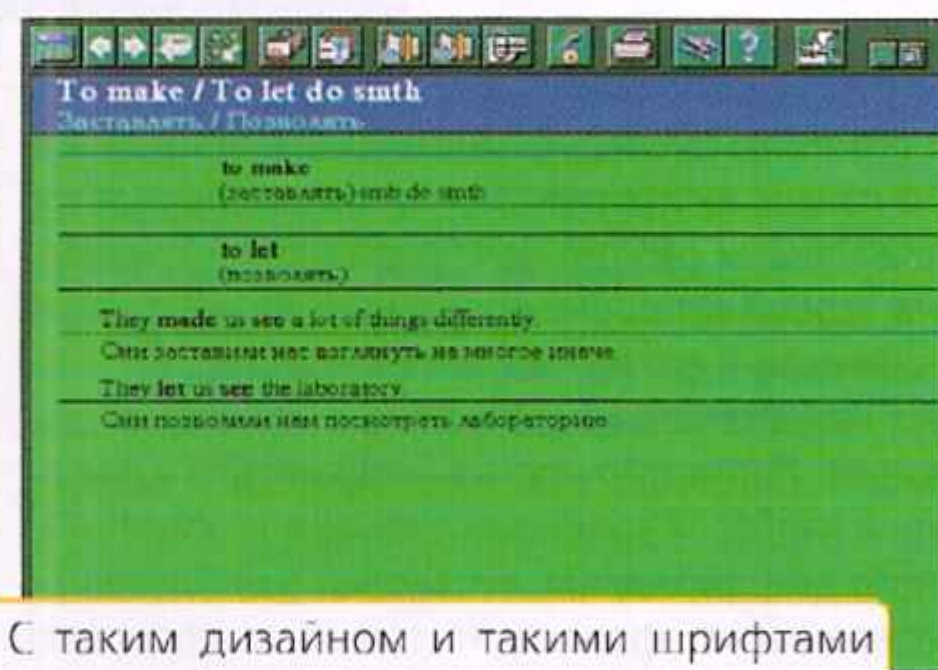 To make / To let do smth
Заставлять / Позволять
to make
(заставлять) smb do smth
to let
(позволять)
They made us see a lot of things differently.
Они заставили нас взглянуть на многое иначе.
They let us see the laboratory.
Они позволили нам посмотреть лабораторию.
С таким дизайном и такими шрифтами